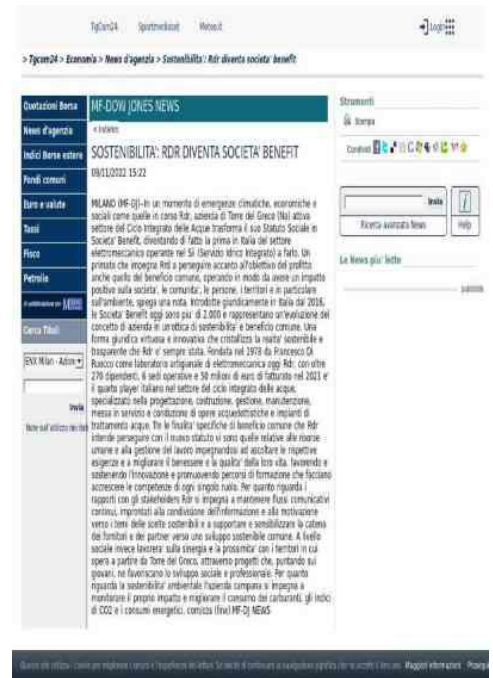 TgCom24 Sportmediaset Meteo.it
Login
> Tgcom24 > Economia > News d'agenzia > Sostenibilita': Rdr diventa societa' benefit
Quotazioni Borsa
News d'agenzia
Indici Borse estere
Fondi comuni
Euro e valute
Tassi
Fisco
Petrolio
Cerca Titoli
Invia
MF-DOW JONES NEWS
< Indietro
SOSTENIBILITA': RDR DIVENTA SOCIETA' BENEFIT
09/11/2022 15:22
MILANO (MF-DJ)--In un momento di emergenze climatiche, economiche e
sociali come quelle in corso Rdr, azienda di Torre del Greco (Na) attiva
settore del Ciclo Integrato delle Acque trasforma il suo Statuto Sociale in
Societa' Benefit, diventando di fatto la prima in Italia del settore
elettromeccanico operante nel Sii (Servizio Idrico Integrato) a farlo. Un
primato che impegna Rrd a perseguire accanto all'obiettivo del profitto
anche quello del beneficio comune, operando in modo da avere un impatto
positivo sulla societa', le comunita', le persone, i territori e in particolare
sull'ambiente, spiega una nota. Introdotte giuridicamente in Italia dal 2016,
le Societa' Benefit oggi sono piu' di 2.000 e rappresentano un'evoluzione del
concetto di azienda in un'ottica di sostenibilita' e beneficio comune. Una
forma giuridica virtuosa e innovativa che cristallizza la realta' sostenibile e
trasparente che Rdr e' sempre stata. Fondata nel 1978 da Francesco Di
Ruocco come laboratorio artigianale di elettromeccanica oggi Rdr, con oltre
270 dipendenti, 6 sedi operative e 50 milioni di euro di fatturato nel 2021 e'
il quarto player italiano nel settore del ciclo integrato delle acque,
specializzato nella progettazione, costruzione, gestione, manutenzione,
messa in servizio e conduzione di opere acquedottistiche e impianti di
trattamento acque. Tra le finalita' specifiche di beneficio comune che Rdr
intende perseguire con il nuovo statuto vi sono quelle relative alle risorse
umane e alla gestione del lavoro impegnandosi ad ascoltare le rispettive
esigenze e a migliorare il benessere e la qualita' della loro vita, favorendo e
sostenendo l'innovazione e promuovendo percorsi di formazione che facciano
accrescere le competenze di ogni singolo ruolo. Per quanto riguarda i
rapporti con gli stakeholders Rdr si impegna a mantenere flussi comunicativi
continui, improntati alla condivisione dell'informazione e alla motivazione
verso i temi delle scelte sostenibili e a supportare e sensibilizzare la catena
dei fornitori e dei partner verso uno sviluppo sostenibile comune. A livello
sociale invece lavorera' sulla sinergia e la prossimita' con i territori in cui
opera a partire da Torre del Greco, attraverso progetti che, puntando sui
giovani, ne favoriscano lo sviluppo sociale e professionale. Per quanto
riguarda la sostenibilita' ambientale l'azienda campana si impegna a
monitorare il proprio impatto e migliorare il consumo dei carburanti, gli indici
di CO2 e i consumi energetici. com/cos (fine) MF-DJ NEWS
Strumenti
Stampa
Condividi
Invia
Ricerca avanzata News
Help
Le News piu' lette
Maggiori informazioni